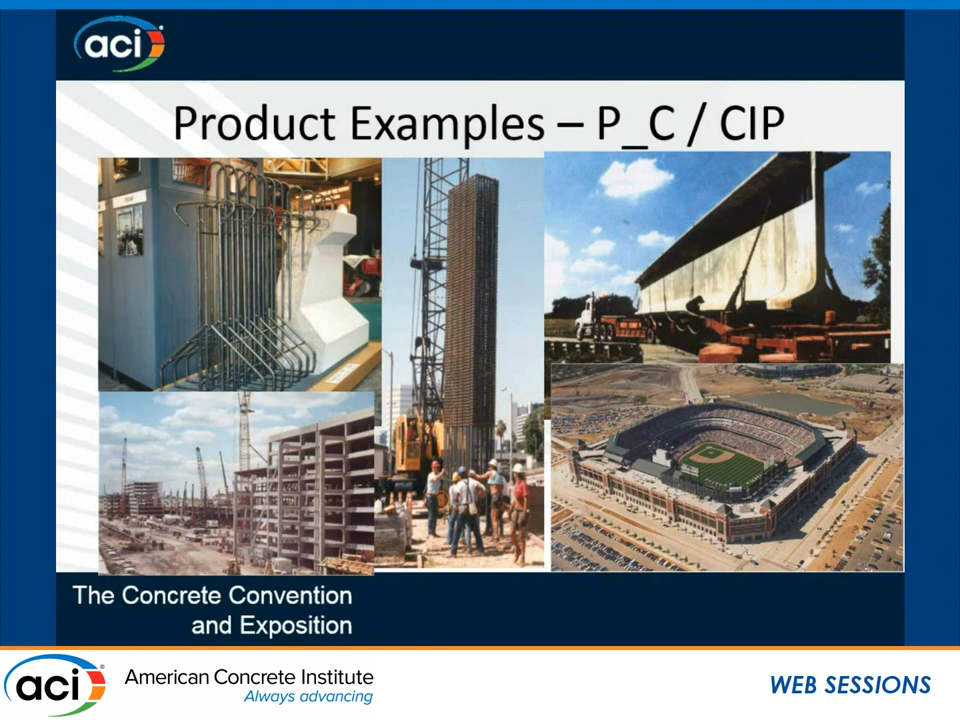 aci
Product Examples – P_C / CIP
The Concrete Convention
and Exposition
aci®
American Concrete Institute
Always advancing
WEB SESSIONS